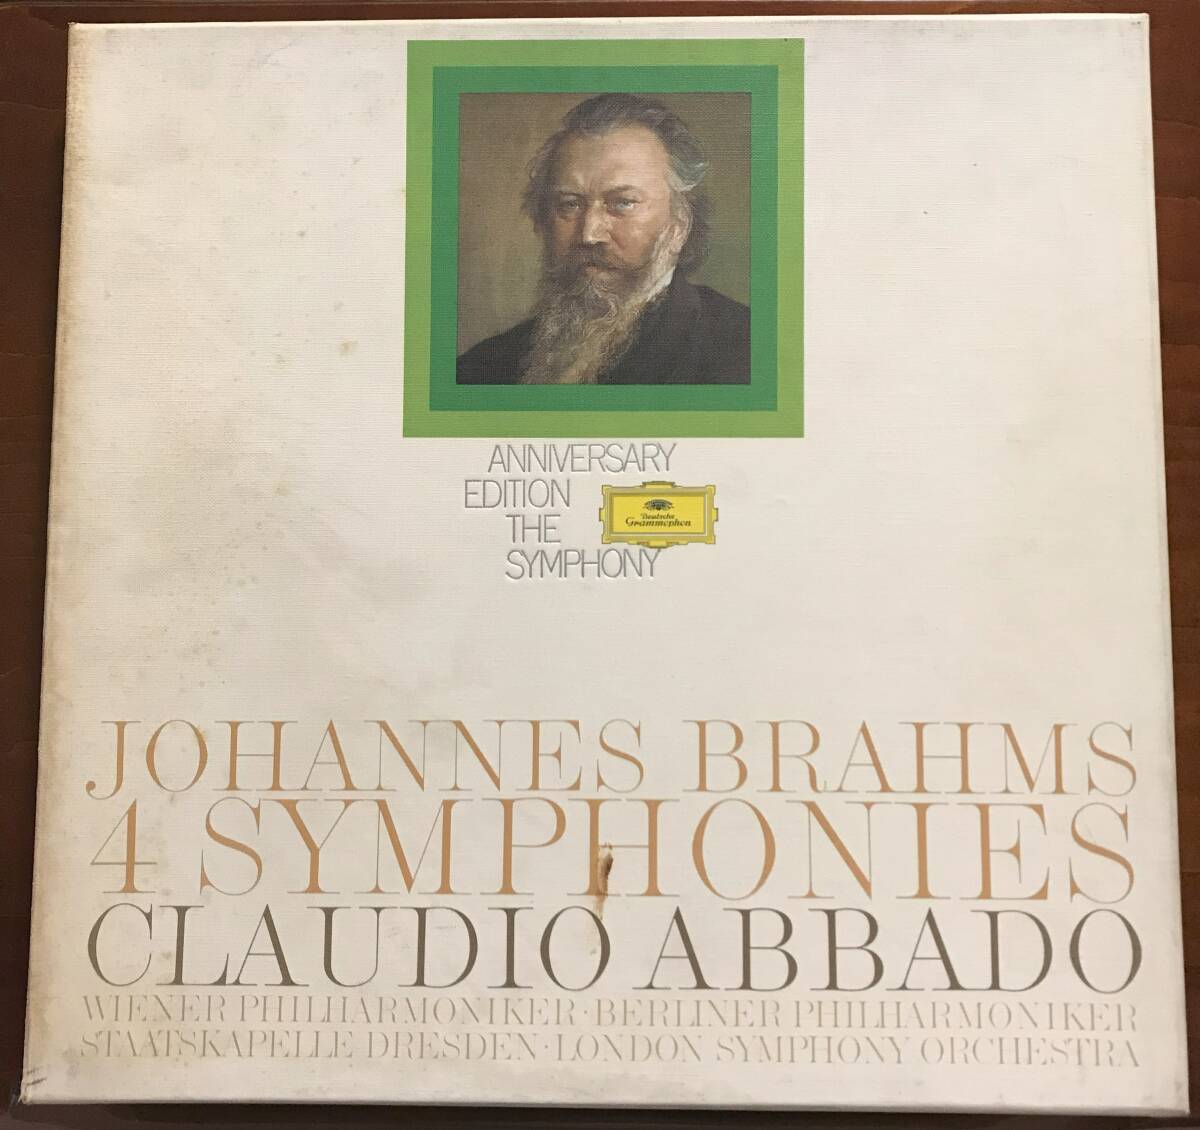 ANNIVERSARY
EDITION
THE
SYMPHONY
Deutsche
Grammophon
JOHANNES BRAHMS
4 SYMPHONIES
CLAUDIO ABBADO
WIENER PHILHARMONIKER · BERLINER PHILHARMONIKER
STAATSKAPELLE DRESDEN · LONDON SYMPHONY ORCHESTRA